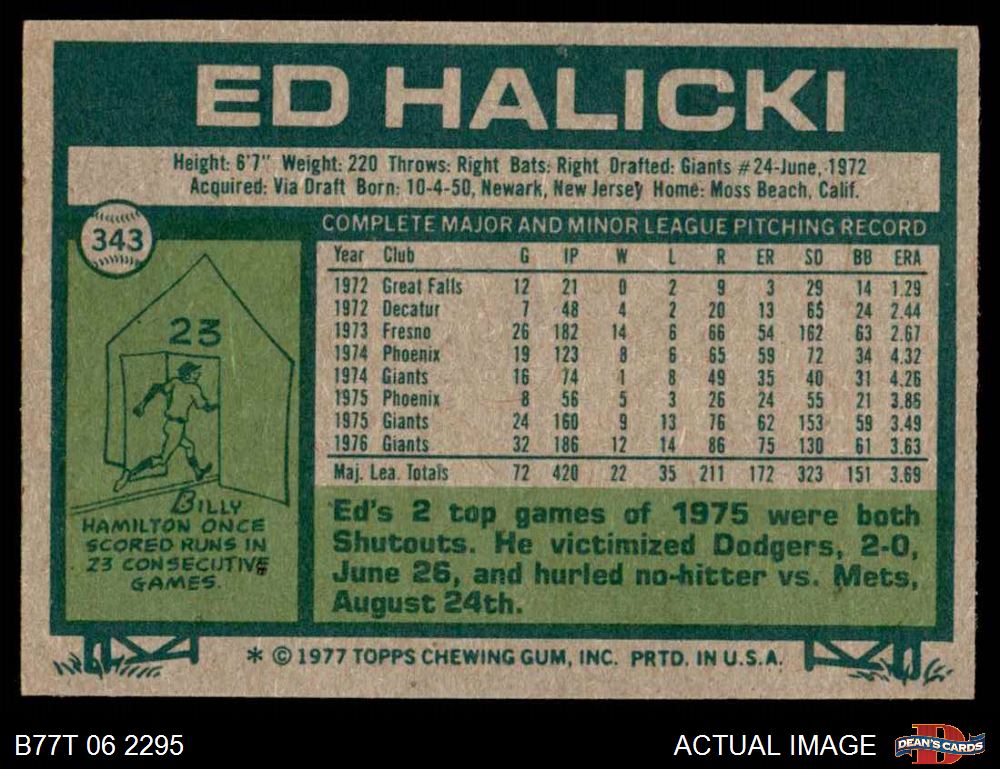 ED HALICKI
Height: 6'7" Weight: 220 Throws: Right Bats: Right Drafted: Giants #24-June, 1972
Acquired: Via Draft Born: 10-4-50, Newark, New Jersey Home: Moss Beach, Calif.
343
23
BILLY
HAMILTON ONCE
SCORED RUNS IN
23 CONSECUTIVE
GAMES.
COMPLETE MAJOR AND MINOR LEAGUE PITCHING RECORD
Year Club G IP W L R ER SO BB ERA
1972 Great Falls 12 21 0 2 9 3 29 14 1.29
1972 Decatur 7 48 4 2 20 13 65 24 2.44
1973 Fresno 26 182 14 6 66 54 162 63 2.67
1974 Phoenix 19 123 8 6 65 59 72 34 4.32
1974 Giants 16 74 1 8 49 35 40 31 4.26
1975 Phoenix 8 56 5 3 26 24 55 21 3.86
1975 Giants 24 160 9 13 76 62 153 59 3.49
1976 Giants 32 186 12 14 86 75 130 61 3.63
Maj. Lea. Totals 72 420 22 35 211 172 323 151 3.69
Ed's 2 top games of 1975 were both
Shutouts. He victimized Dodgers, 2-0,
June 26, and hurled no-hitter vs. Mets,
August 24th.
* © 1977 TOPPS CHEWING GUM, INC. PRTD. IN U.S.A.
B77T 06 2295
ACTUAL IMAGE
D
DEAN'S CARDS